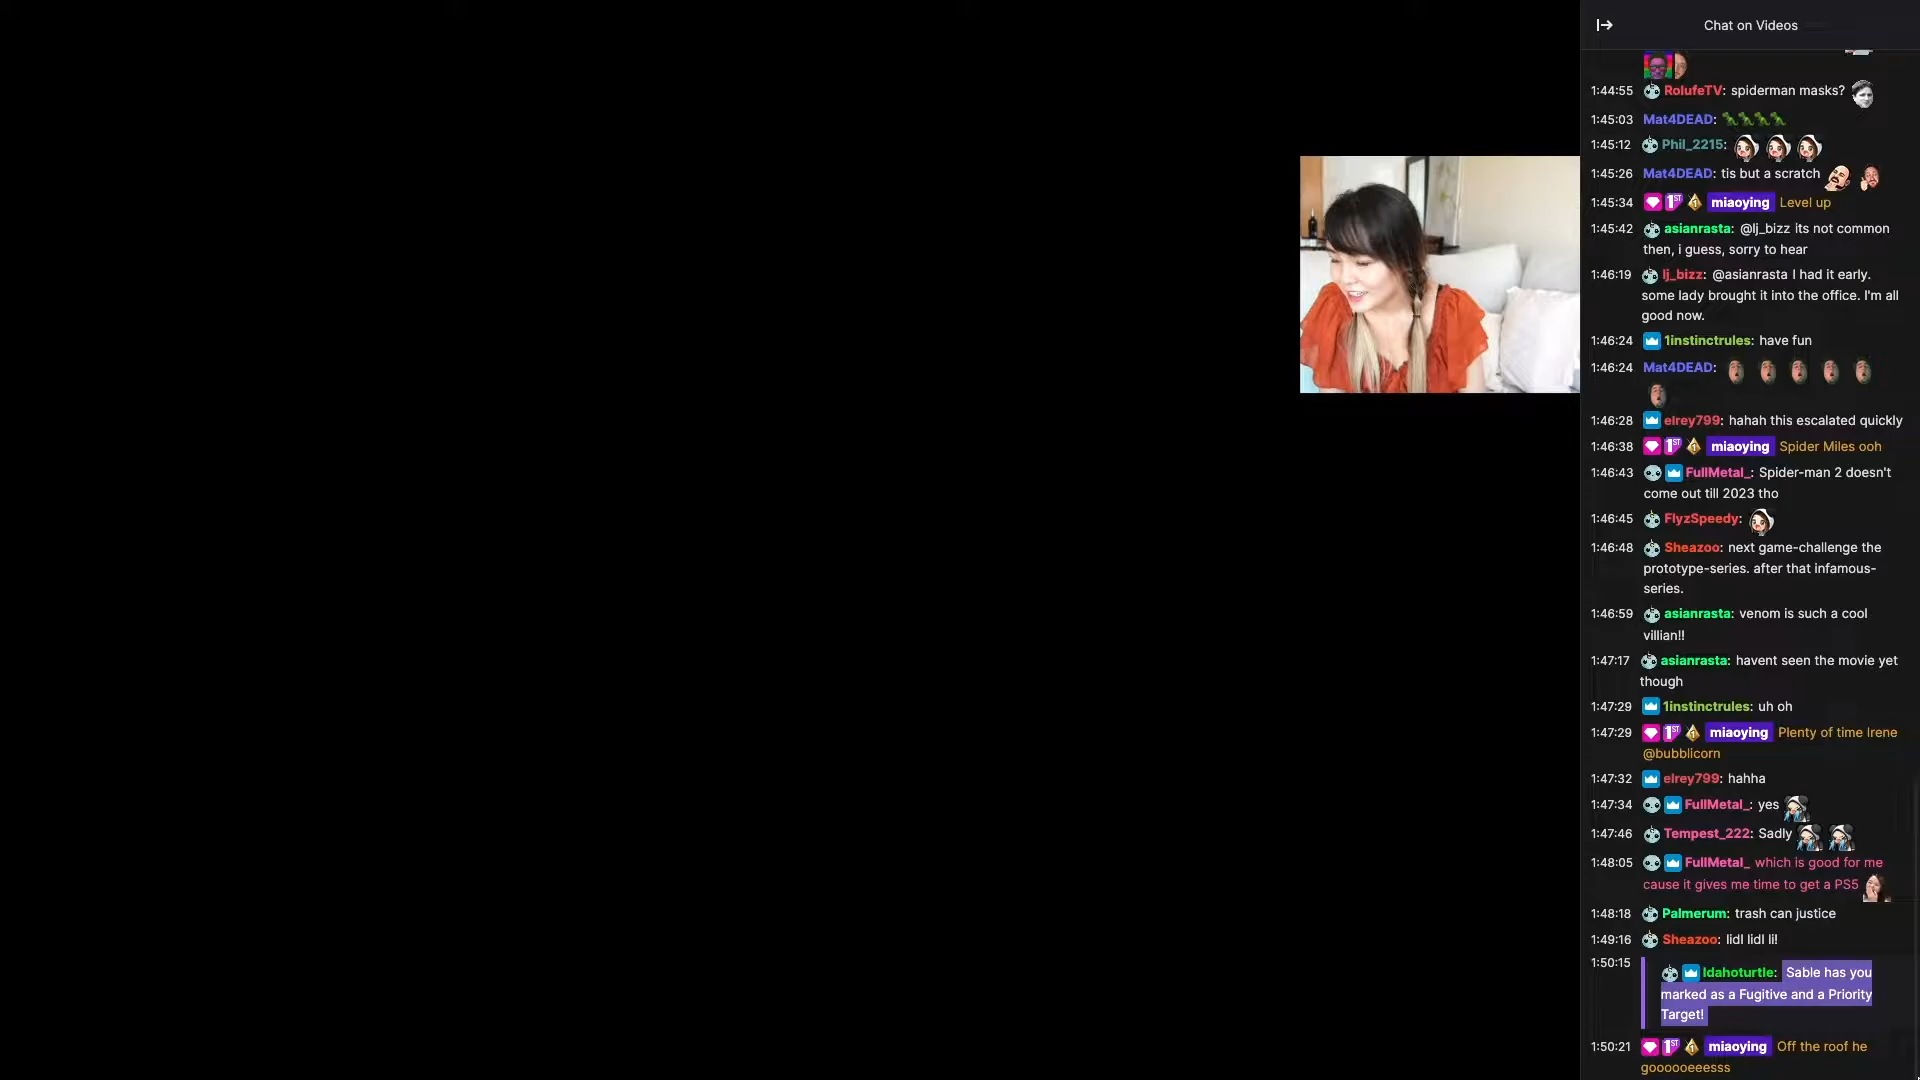 Chat on Videos
1:44:55 RolufeTV: spiderman masks?
1:45:03 Mat4DEAD:
1:45:12 Phil_2215:
1:45:26 Mat4DEAD: tis but a scratch
1:45:34 1ST miaoying Level up
1:45:42 asianrasta: @lj_bizz its not common
then, i guess, sorry to hear
1:46:19 lj_bizz: @asianrasta I had it early.
some lady brought it into the office. I'm all
good now.
1:46:24 1instinctrules: have fun
1:46:24 Mat4DEAD:
1:46:28 elrey799: hahah this escalated quickly
1:46:38 1ST miaoying Spider Miles ooh
1:46:43 FullMetal_: Spider-man 2 doesn't
come out till 2023 tho
1:46:45 FlyzSpeedy:
1:46:48 Sheazoo: next game-challenge the
prototype-series. after that infamous-
series.
1:46:59 asianrasta: venom is such a cool
villian!!
1:47:17 asianrasta: havent seen the movie yet
though
1:47:29 1instinctrules: uh oh
1:47:29 1ST miaoying Plenty of time Irene
@bubblicorn
1:47:32 elrey799: hahha
1:47:34 FullMetal_: yes
1:47:46 Tempest_222: Sadly
1:48:05 FullMetal_ which is good for me
cause it gives me time to get a PS5
1:48:18 Palmerum: trash can justice
1:49:16 Sheazoo: lidl lidl li!
1:50:15 Idahoturtle: Sable has you
marked as a Fugitive and a Priority
Target!
1:50:21 1ST miaoying Off the roof he
goooooeeesss